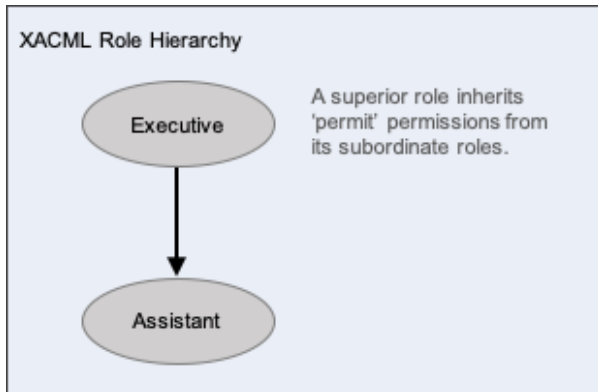 XACML Role Hierarchy
Executive
A superior role inherits
'permit' permissions from
its subordinate roles.
Assistant